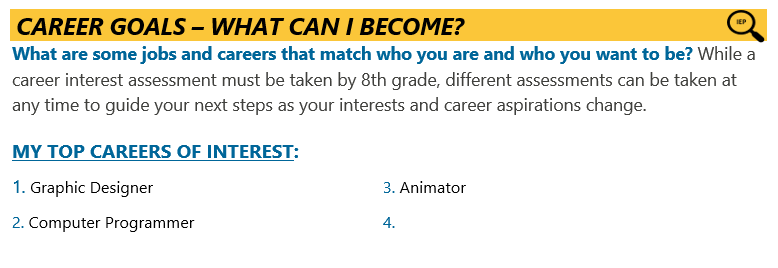 CAREER GOALS – WHAT CAN I BECOME?
IEP
What are some jobs and careers that match who you are and who you want to be? While a
career interest assessment must be taken by 8th grade, different assessments can be taken at
any time to guide your next steps as your interests and career aspirations change.
MY TOP CAREERS OF INTEREST:
1. Graphic Designer
3. Animator
2. Computer Programmer
4.